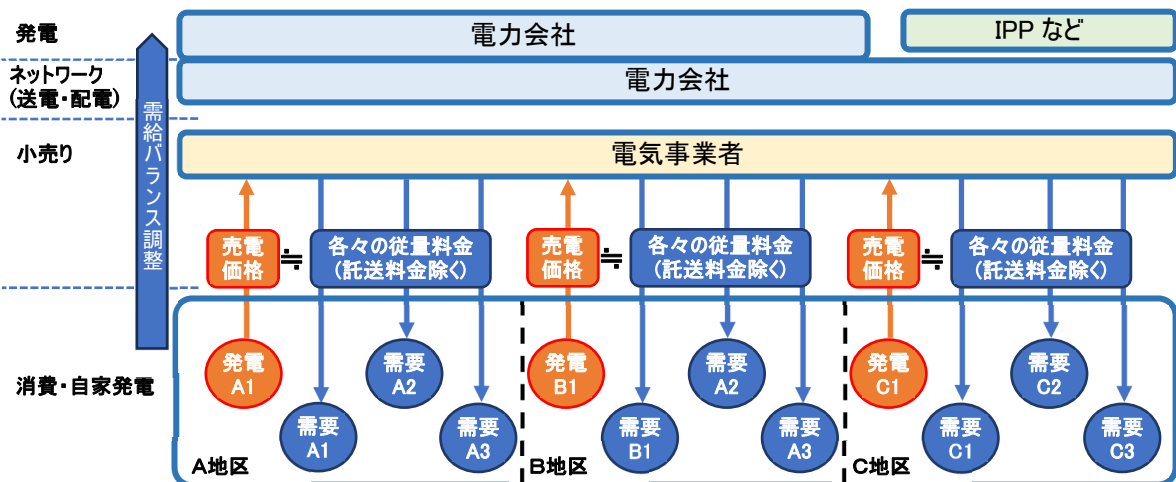 発電
電力会社
IPP など
ネットワーク
(送電・配電)
電力会社
需給バランス調整
小売り
電気事業者
売電
価格
≒
各々の従量料金
(託送料金除く)
売電
価格
≒
各々の従量料金
(託送料金除く)
売電
価格
≒
各々の従量料金
(託送料金除く)
消費・自家発電
発電
A1
需要
A1
需要
A2
需要
A3
A地区
発電
B1
需要
B1
需要
A2
需要
A3
B地区
発電
C1
需要
C1
需要
C2
需要
C3
C地区